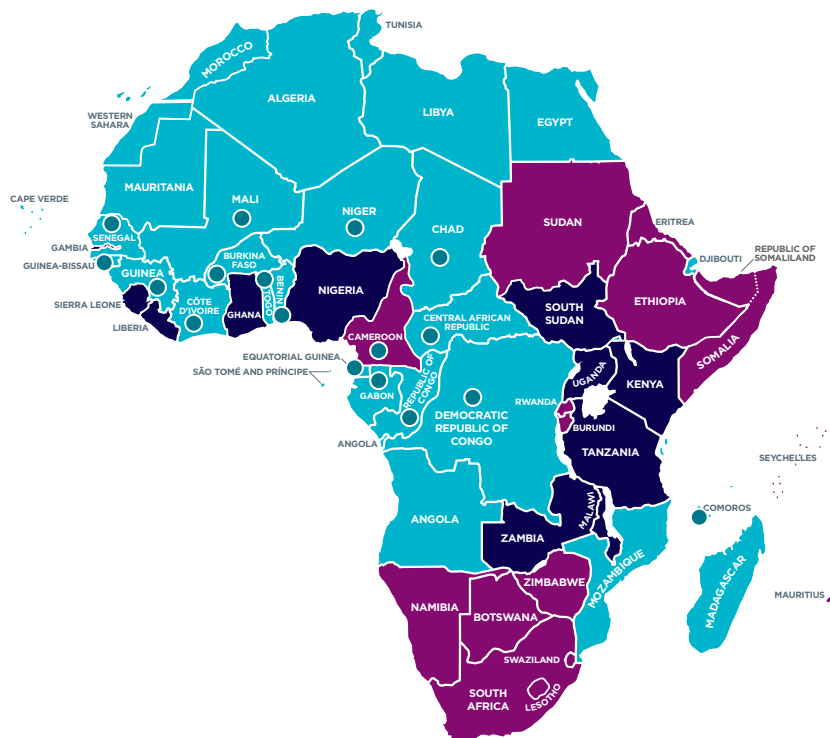 TUNISIA
MOROCCO
ALGERIA
LIBYA
EGYPT
WESTERN
SAHARA
MAURITANIA
MALI
NIGER
CHAD
SUDAN
ERITREA
CAPE VERDE
SENEGAL
GAMBIA
GUINEA-BISSAU
GUINEA
BURKINA
FASO
BENIN
TOGO
NIGERIA
DJIBOUTI
REPUBLIC OF
SOMALILAND
SIERRA LEONE
LIBERIA
CÔTE
D'IVOIRE
GHANA
CENTRAL AFRICAN
REPUBLIC
SOUTH
SUDAN
ETHIOPIA
SOMALIA
CAMEROON
EQUATORIAL GUINEA
SÃO TOMÉ AND PRÍNCIPE
GABON
REPUBLIC OF
CONGO
UGANDA
KENYA
RWANDA
BURUNDI
DEMOCRATIC
REPUBLIC OF
CONGO
ANGOLA
TANZANIA
SEYCHELLES
COMOROS
ANGOLA
ZAMBIA
MALAWI
MOZAMBIQUE
MADAGASCAR
MAURITIUS
NAMIBIA
ZIMBABWE
BOTSWANA
SWAZILAND
SOUTH
AFRICA
LESOTHO